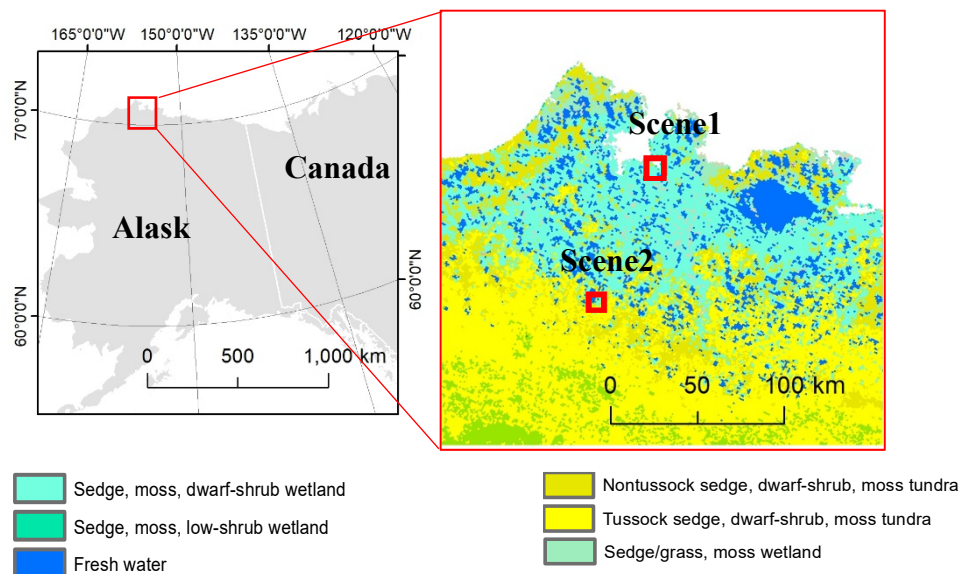 165°0'0"W 150°0'0"W 135°0'0"W 120°0'0"W
70°0'0"N
60°0'0"N
60°0'0"N
Canada
Alask
0 500 1,000 km
Scene1
Scene2
0 50 100 km
Sedge, moss, dwarf-shrub wetland
Sedge, moss, low-shrub wetland
Fresh water
Nontussock sedge, dwarf-shrub, moss tundra
Tussock sedge, dwarf-shrub, moss tundra
Sedge/grass, moss wetland